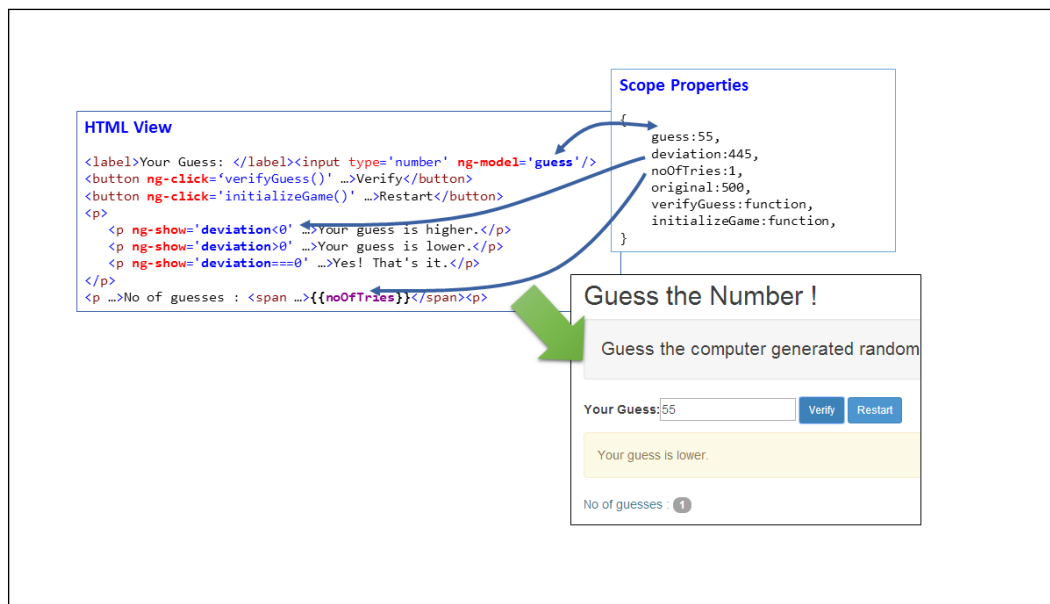 Scope Properties
{
guess:55,
deviation:445,
noOfTries:1,
original:500,
verifyGuess:function,
initializeGame:function,
}
HTML View
<label>Your Guess: </label><input type='number' ng-model='guess'/>
<button ng-click=‘verifyGuess()' …>Verify</button>
<button ng-click='initializeGame()' …>Restart</button>
<p>
<p ng-show='deviation<0' …>Your guess is higher.</p>
<p ng-show='deviation>0' …>Your guess is lower.</p>
<p ng-show='deviation===0' …>Yes! That's it.</p>
</p>
<p …>No of guesses : <span …>{{noOfTries}}</span><p>
Guess the Number !
Guess the computer generated random
Your Guess: 55 Verify Restart
Your guess is lower.
No of guesses : 1